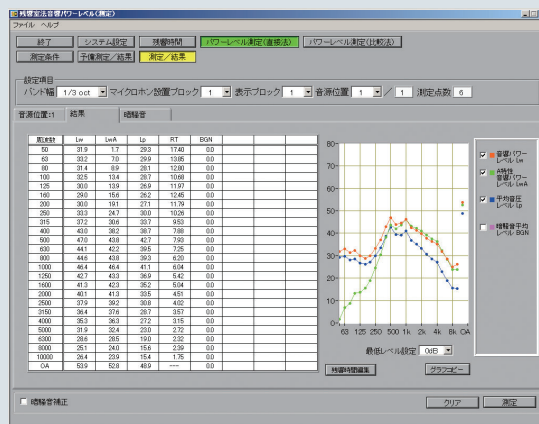 残響室法音響パワーレベル(測定)
ファイル ヘルプ
終了 システム設定 残響時間 パワーレベル測定(直接法) パワーレベル測定(比較法)
測定条件 予備測定/結果 測定/結果
設定項目
バンド幅 1/3 oct マイクロホン設置ブロック 1 表示ブロック 1 音源位置 1 / 1 測定点数 6
音源位置:1 結果 暗騒音
周波数 Lw LwA Lp RT BGN
50 31.9 1.7 29.3 17.40 0.0
63 33.2 7.0 29.9 13.85 0.0
80 31.4 8.9 28.1 12.80 0.0
100 32.5 13.4 28.7 10.68 0.0
125 30.0 13.9 26.9 11.97 0.0
160 29.0 15.6 26.2 12.45 0.0
200 30.0 19.1 27.1 11.79 0.0
250 33.3 24.7 30.0 10.26 0.0
315 37.2 30.6 33.7 9.53 0.0
400 43.0 38.2 38.7 7.88 0.0
500 47.0 43.8 42.7 7.93 0.0
630 44.1 42.2 39.5 7.25 0.0
800 44.6 43.8 39.3 6.20 0.0
1000 46.4 46.4 41.1 6.04 0.0
1250 42.7 43.3 36.9 5.42 0.0
1600 41.3 42.3 35.2 5.04 0.0
2000 40.1 41.3 33.5 4.51 0.0
2500 37.9 39.2 30.8 4.02 0.0
3150 36.4 37.6 28.7 3.57 0.0
4000 35.3 36.3 27.2 3.15 0.0
5000 31.9 32.4 23.0 2.72 0.0
6300 28.6 28.5 19.0 2.32 0.0
8000 25.1 24.0 15.6 2.39 0.0
10000 26.4 23.9 15.4 1.75 0.0
OA 53.9 52.8 48.9 --- 0.0
80
70
60
50
40
30
20
10
0
63 125 250 500 1k 2k 4k 8k OA
音響パワーレベル Lw
A特性音響パワーレベル LwA
平均音圧レベル Lp
暗騒音平均レベル BGN
最低レベル設定 0dB
残響時間編集 グラフコピー
暗騒音補正 クリア 測定